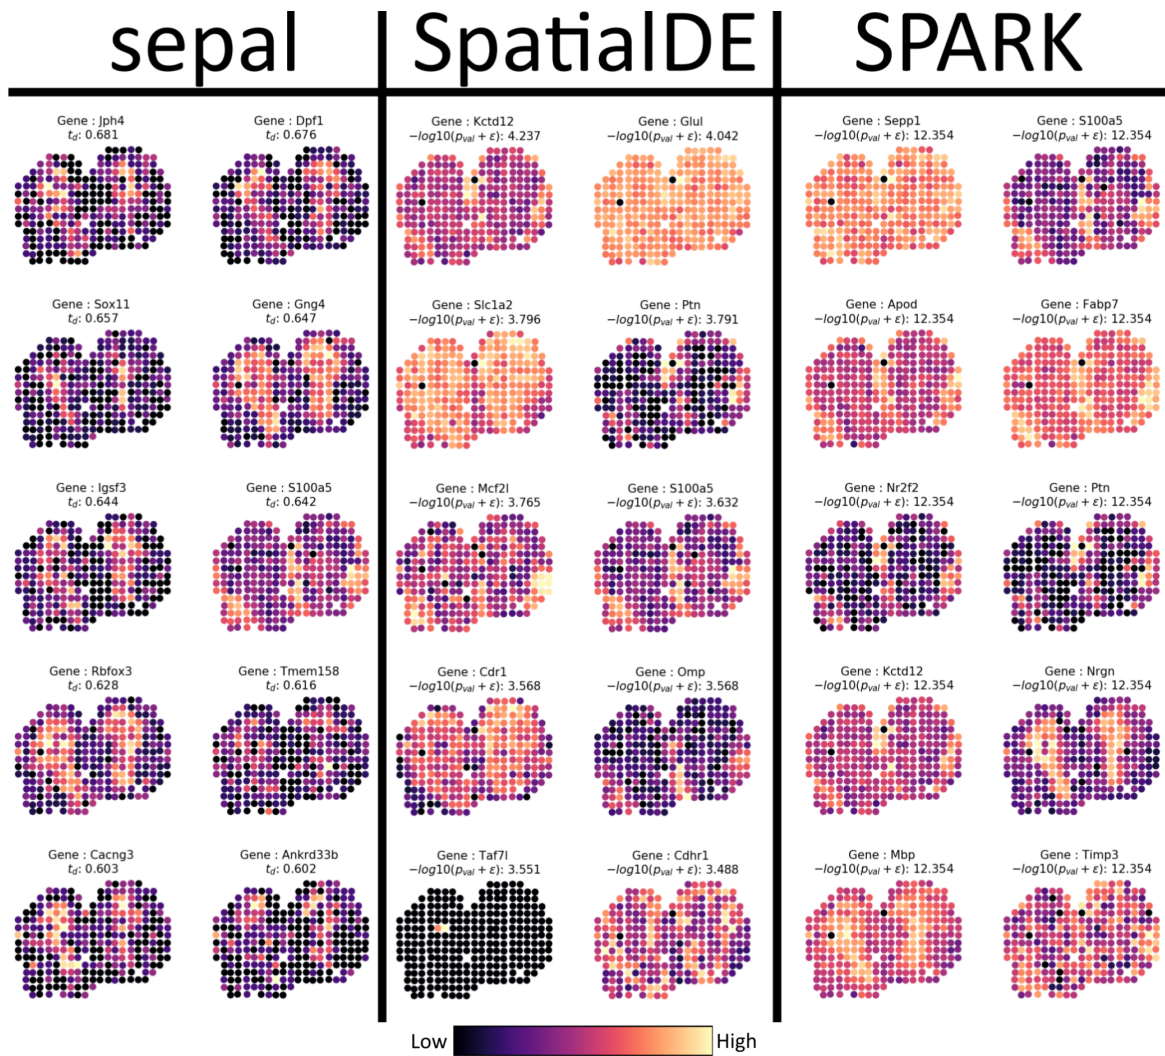 sepal SpatialDE SPARK
Gene : Jph4 Gene : Dpf1 Gene : Kctd12 Gene : Glul Gene : Sepp1 Gene : S100a5
t_d: 0.681 t_d: 0.676 −log10(p_val + ε): 4.237 −log10(p_val + ε): 4.042 −log10(p_val + ε): 12.354 −log10(p_val + ε): 12.354
Gene : Sox11 Gene : Gng4 Gene : Slc1a2 Gene : Ptn Gene : Apod Gene : Fabp7
t_d: 0.657 t_d: 0.647 −log10(p_val + ε): 3.796 −log10(p_val + ε): 3.791 −log10(p_val + ε): 12.354 −log10(p_val + ε): 12.354
Gene : Igsf3 Gene : S100a5 Gene : Mcf2l Gene : S100a5 Gene : Nr2f2 Gene : Ptn
t_d: 0.644 t_d: 0.642 −log10(p_val + ε): 3.765 −log10(p_val + ε): 3.632 −log10(p_val + ε): 12.354 −log10(p_val + ε): 12.354
Gene : Rbfox3 Gene : Tmem158 Gene : Cdr1 Gene : Omp Gene : Kctd12 Gene : Nrgn
t_d: 0.628 t_d: 0.616 −log10(p_val + ε): 3.568 −log10(p_val + ε): 3.568 −log10(p_val + ε): 12.354 −log10(p_val + ε): 12.354
Gene : Cacng3 Gene : Ankrd33b Gene : Taf7l Gene : Cdhr1 Gene : Mbp Gene : Timp3
t_d: 0.603 t_d: 0.602 −log10(p_val + ε): 3.551 −log10(p_val + ε): 3.488 −log10(p_val + ε): 12.354 −log10(p_val + ε): 12.354
Low High